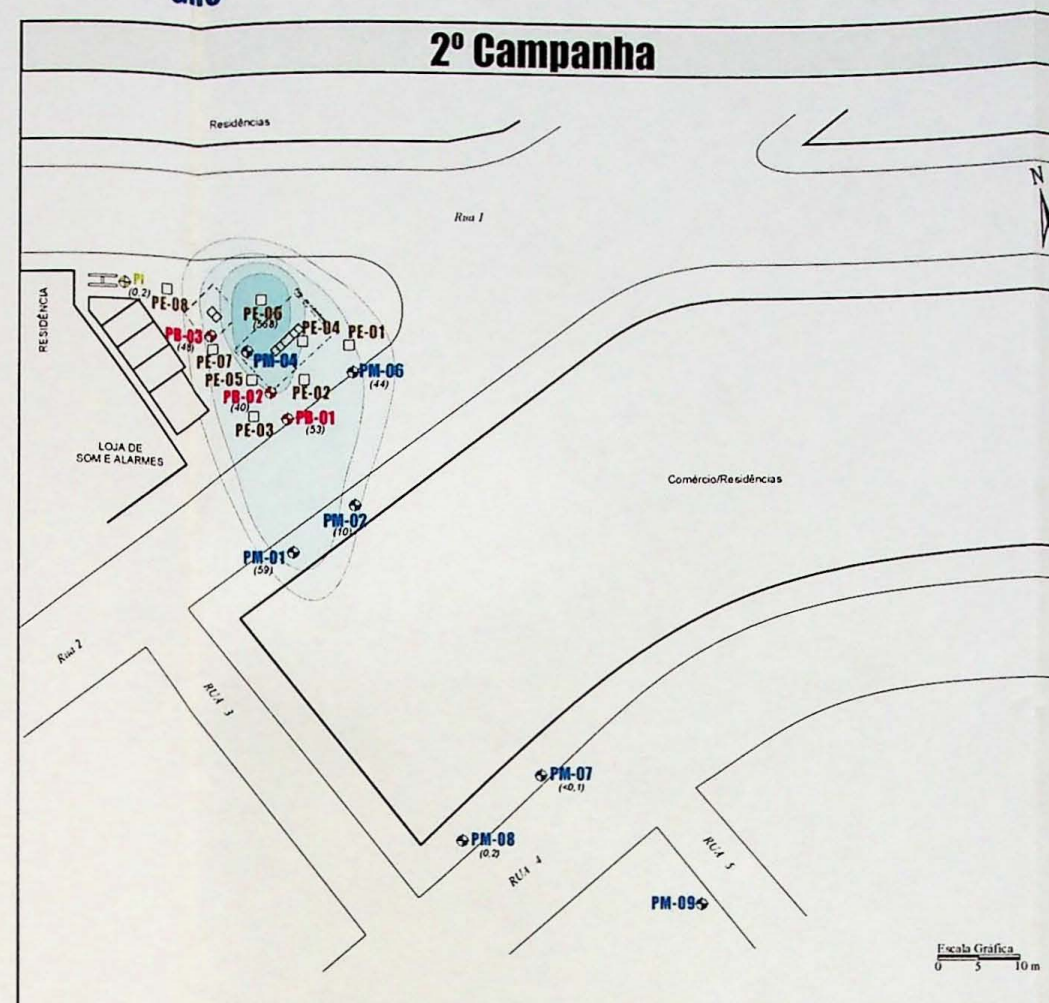 2º Campanha
Residências
N
Rua 1
RESIDÊNCIA
PI
(0,2)
PE-08
PE-06
(568)
PB-03
(48)
PE-04
PE-01
PE-07
PM-04
PM-06
(44)
PE-05
PE-02
PB-02
(40)
PB-01
(53)
PE-03
LOJA DE
SOM E ALARMES
Comércio/Residências
PM-02
(10)
PM-01
(59)
Rua 2
RUA 3
PM-07
(<0,1)
PM-08
(0,2)
RUA 4
RUA 5
PM-09
Escala Gráfica
0 5 10 m